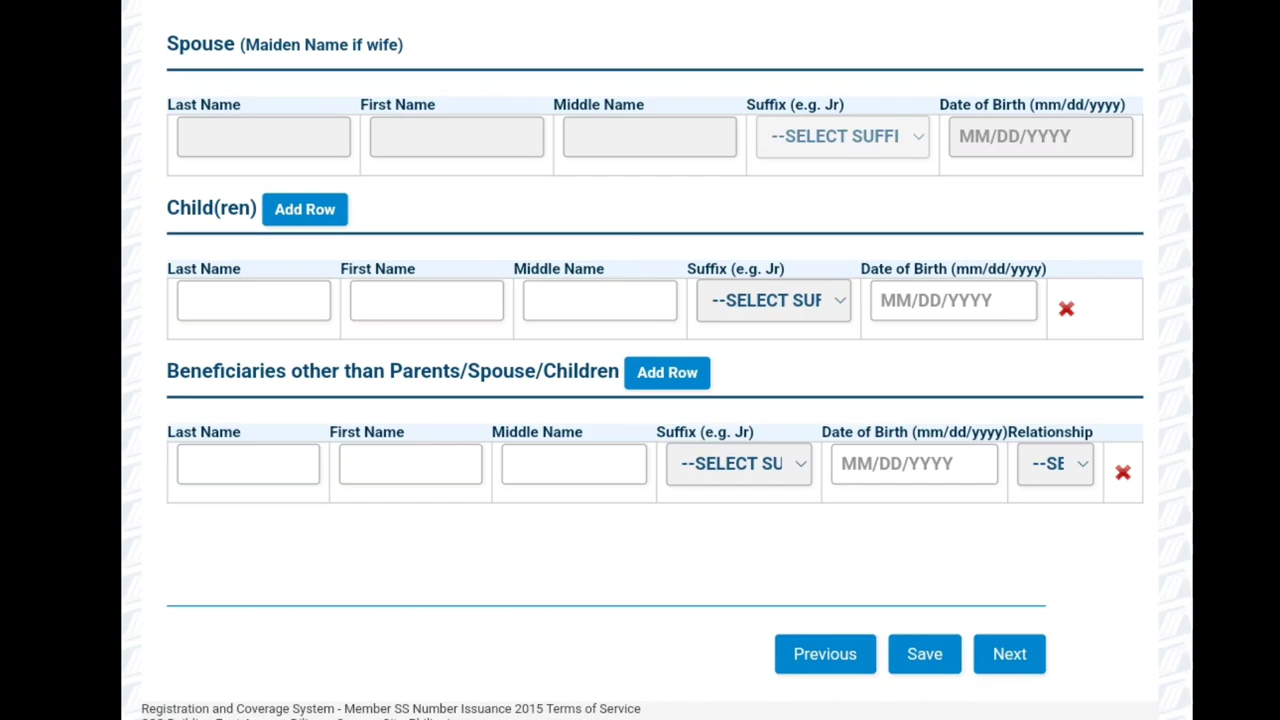 Spouse (Maiden Name if wife)
Last Name First Name Middle Name Suffix (e.g. Jr) Date of Birth (mm/dd/yyyy)
--SELECT SUFFI MM/DD/YYYY
Child(ren) Add Row
Last Name First Name Middle Name Suffix (e.g. Jr) Date of Birth (mm/dd/yyyy)
--SELECT SUF MM/DD/YYYY
Beneficiaries other than Parents/Spouse/Children Add Row
Last Name First Name Middle Name Suffix (e.g. Jr) Date of Birth (mm/dd/yyyy)Relationship
--SELECT SU MM/DD/YYYY --SE
Previous Save Next
Registration and Coverage System - Member SS Number Issuance 2015 Terms of Service